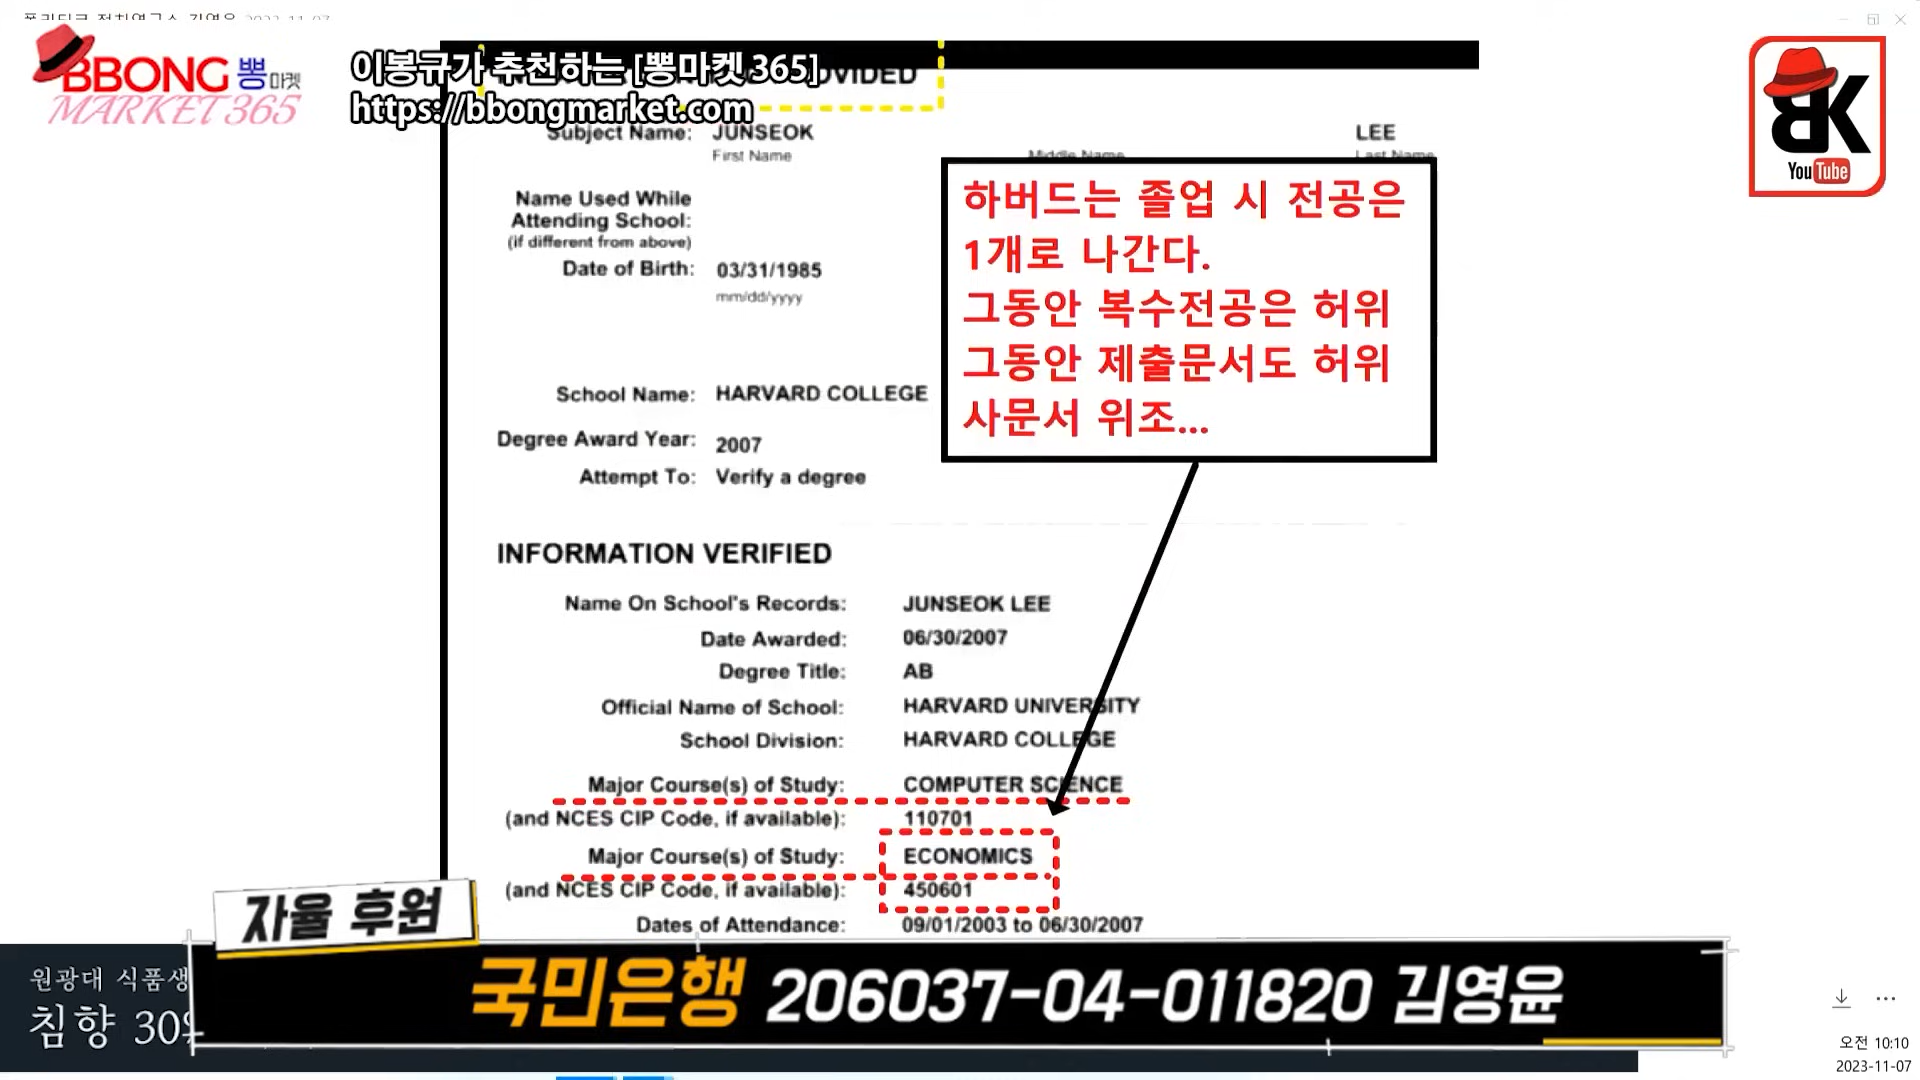 BBONG 뽕마켓
MARKET 365
이봉규가 추천하는 [뽕마켓 365]
https://bbongmarket.com
VIDED
BK
YouTube
Subject Name: JUNSEOK LEE
First Name Middle Name Last Name
하버드는 졸업 시 전공은
1개로 나간다.
그동안 복수전공은 허위
그동안 제출문서도 허위
사문서 위조...
Name Used While
Attending School:
(if different from above)
Date of Birth: 03/31/1985
mm/dd/yyyy
School Name: HARVARD COLLEGE
Degree Award Year: 2007
Attempt To: Verify a degree
INFORMATION VERIFIED
Name On School's Records: JUNSEOK LEE
Date Awarded: 06/30/2007
Degree Title: AB
Official Name of School: HARVARD UNIVERSITY
School Division: HARVARD COLLEGE
Major Course(s) of Study: COMPUTER SCIENCE
(and NCES CIP Code, if available): 110701
Major Course(s) of Study: ECONOMICS
(and NCES CIP Code, if available): 450601
Dates of Attendance: 09/01/2003 to 06/30/2007
자율 후원
국민은행 206037-04-011820 김영윤
원광대 식품생
침향 30
오전 10:10
2023-11-07